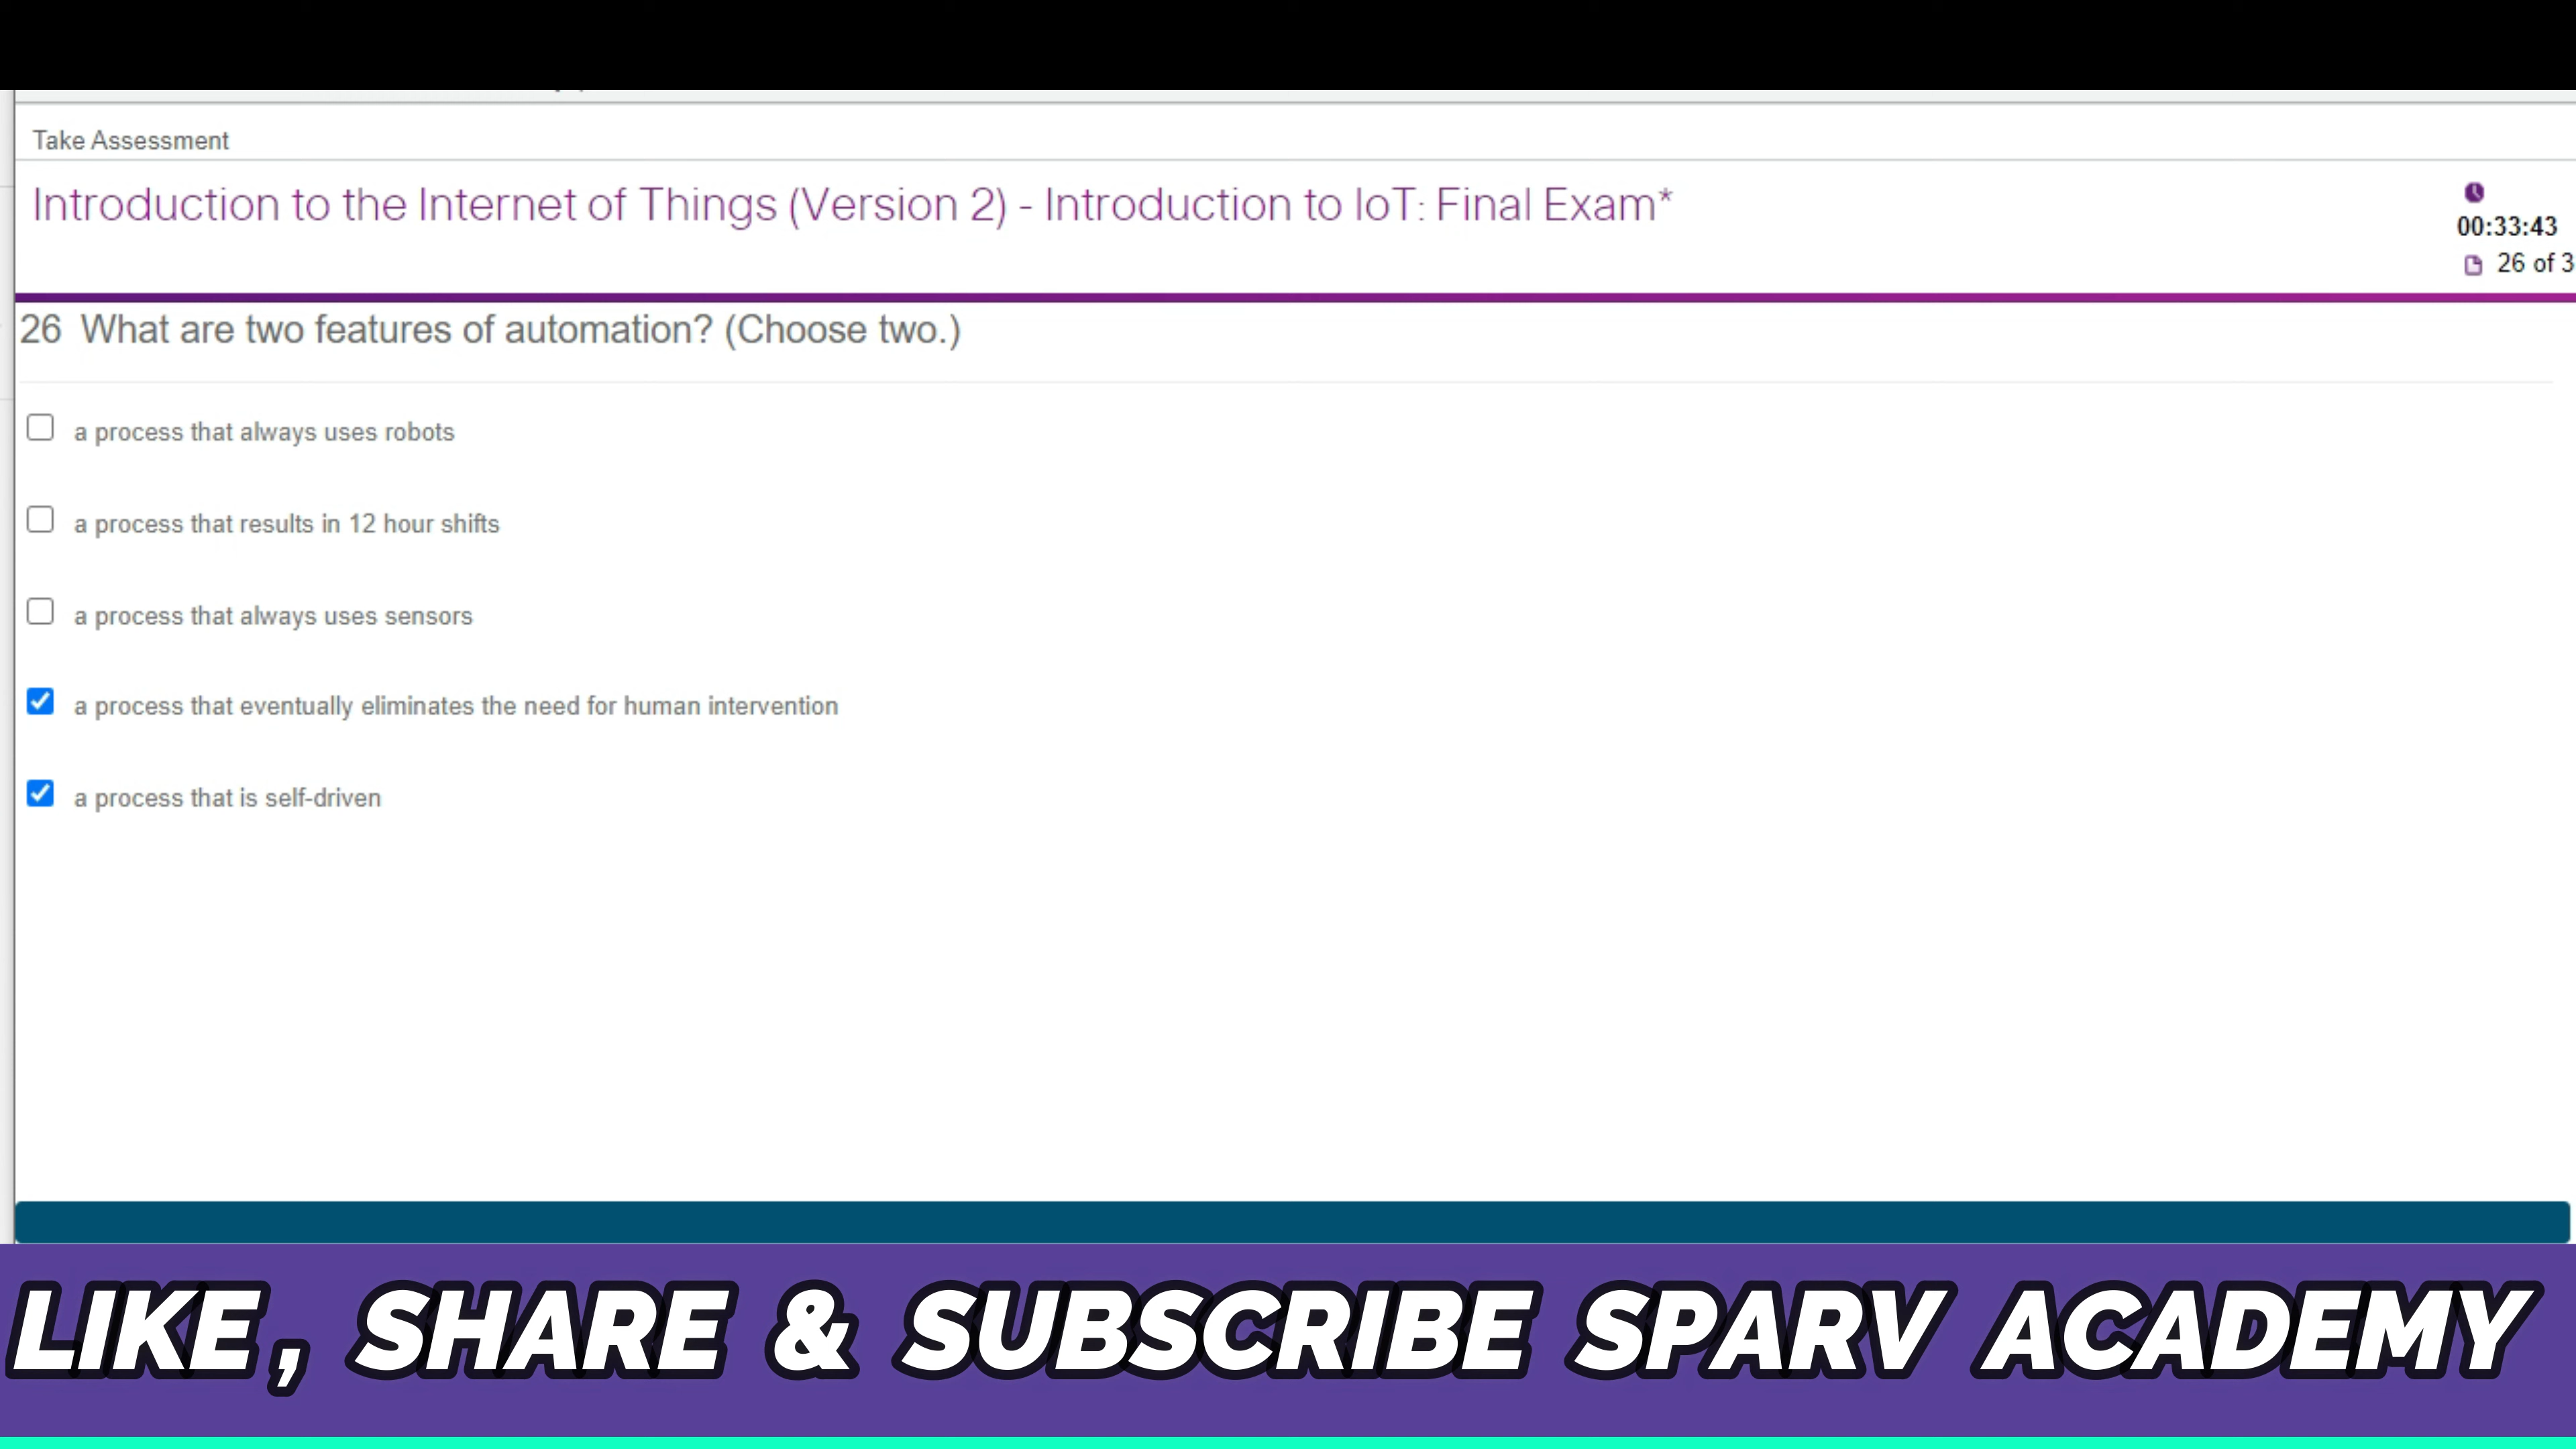 Take Assessment
Introduction to the Internet of Things (Version 2) - Introduction to IoT: Final Exam*
00:33:43
26 of 3
26 What are two features of automation? (Choose two.)
a process that always uses robots
a process that results in 12 hour shifts
a process that always uses sensors
a process that eventually eliminates the need for human intervention
a process that is self-driven
LIKE, SHARE & SUBSCRIBE SPARV ACADEMY